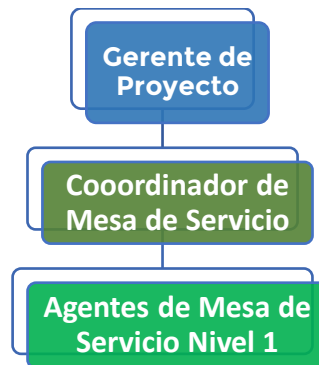 Gerente de
Proyecto
Cooordinador de
Mesa de Servicio
Agentes de Mesa de
Servicio Nivel 1